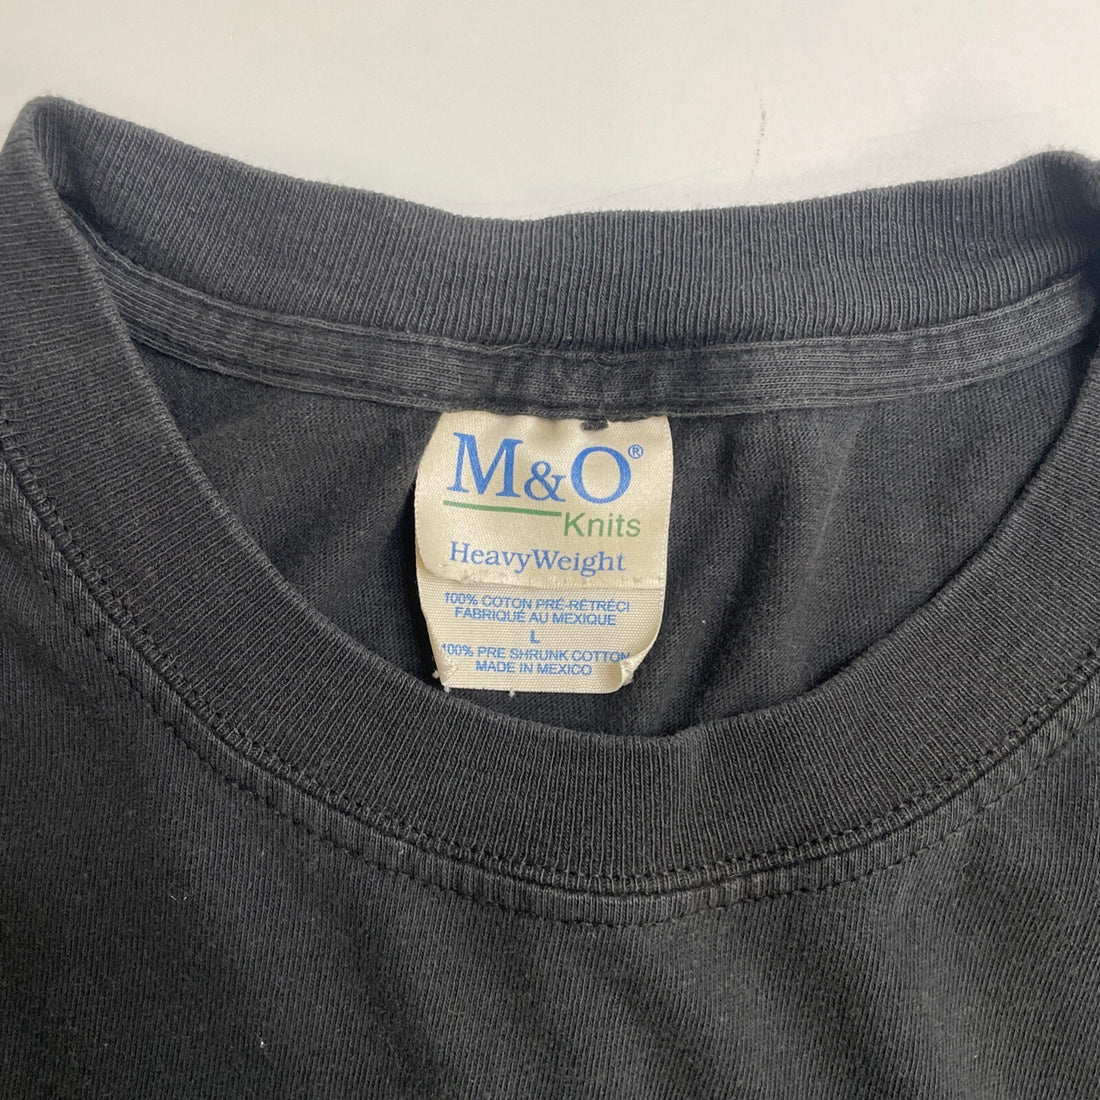 M&O®
Knits
HeavyWeight
100% COTON PRÉ-RÉTRÉCI
FABRIQUÉ AU MEXIQUE
L
100% PRE SHRUNK COTTON
MADE IN MEXICO